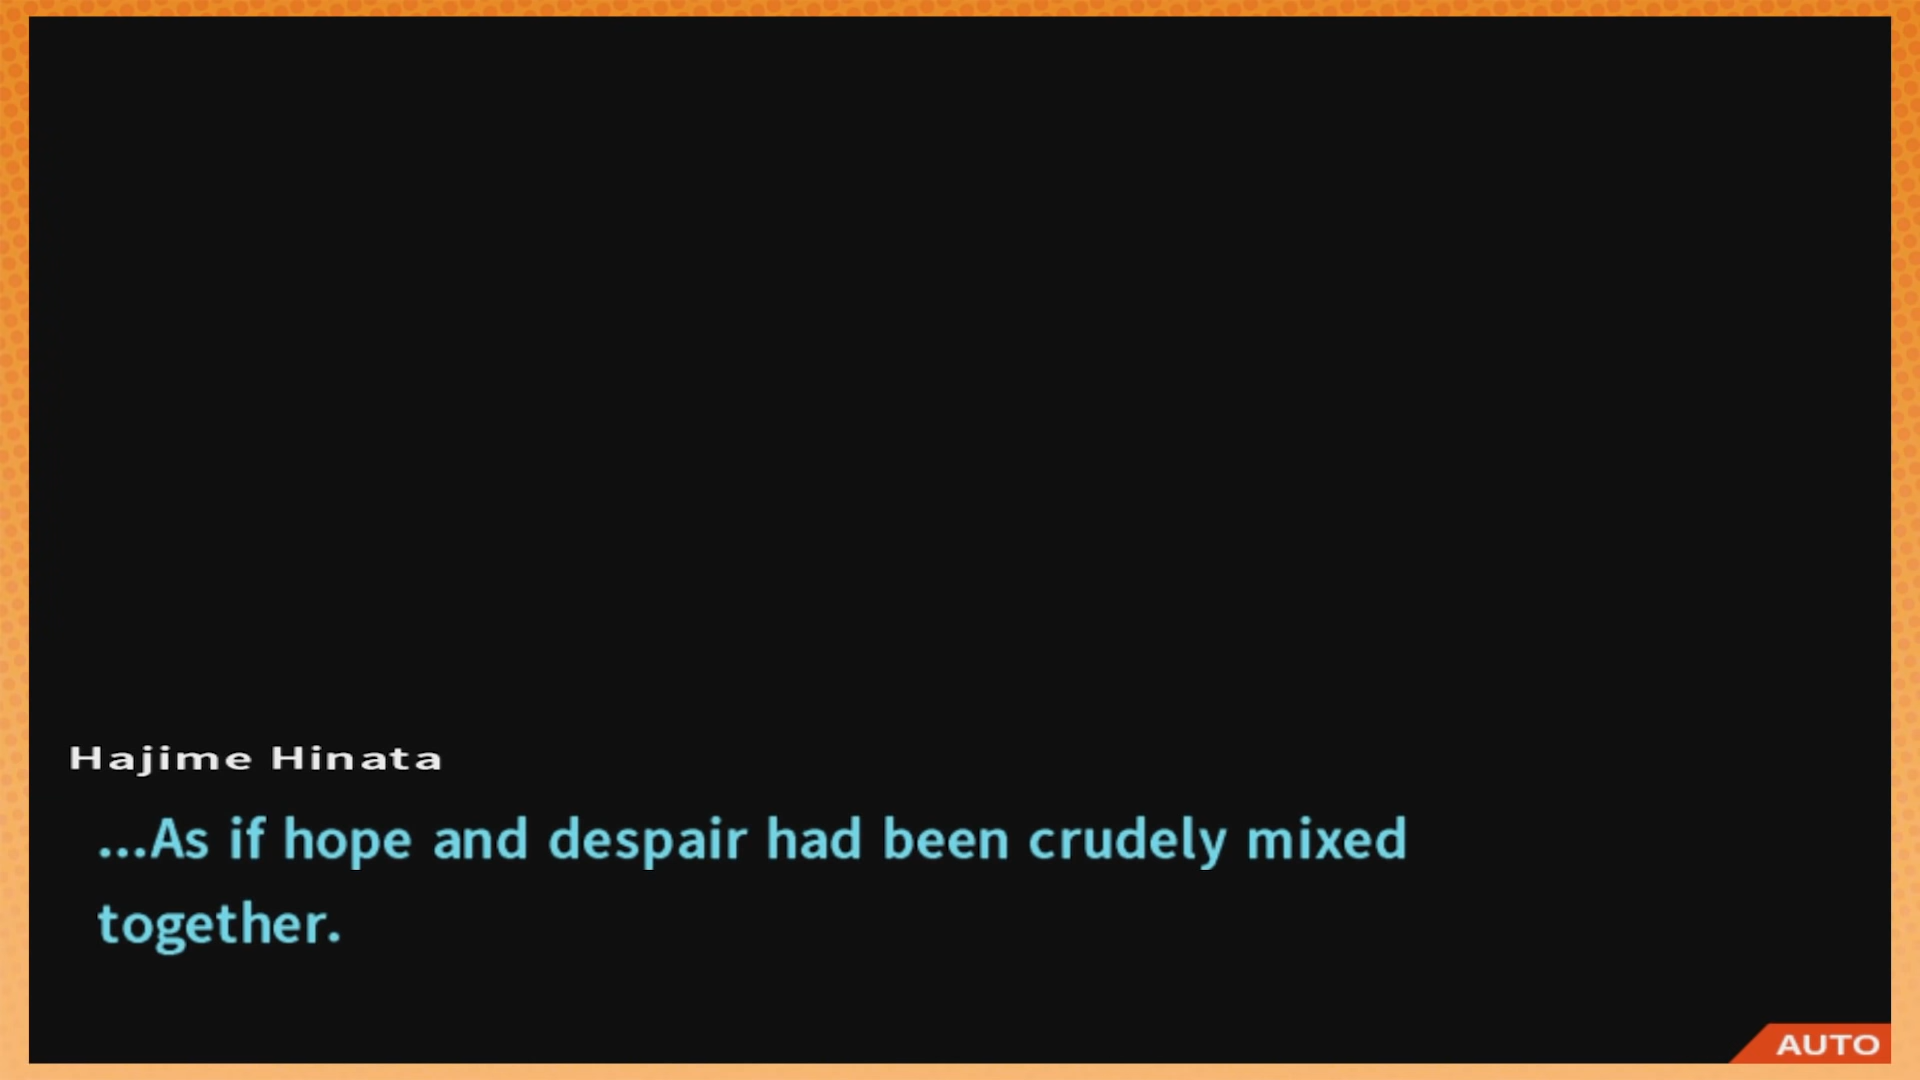 Hajime Hinata
...As if hope and despair had been crudely mixed
together.
AUTO